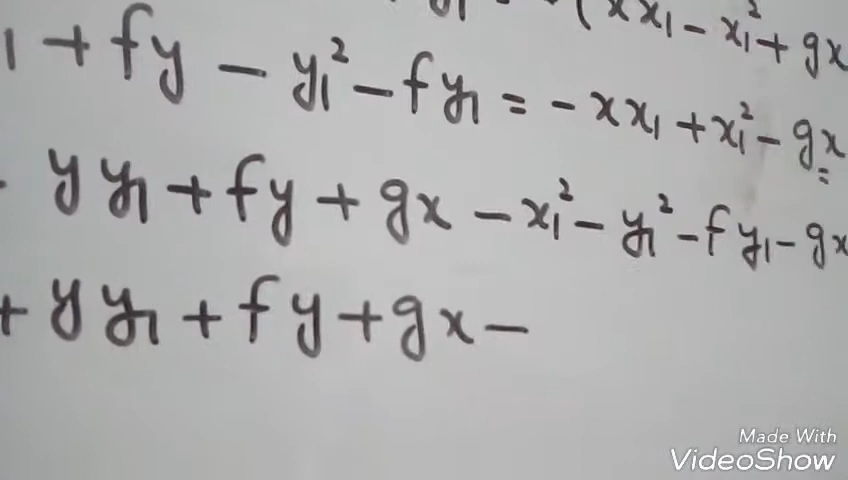 (xx₁ - x₁² + gx
1 + fy - y₁² - fy₁ = - xx₁ + x₁² - gx
yy₁ + fy + gx - x₁² - y₁² - fy₁ - gx
+ yy₁ + fy + gx -
Made With
VideoShow